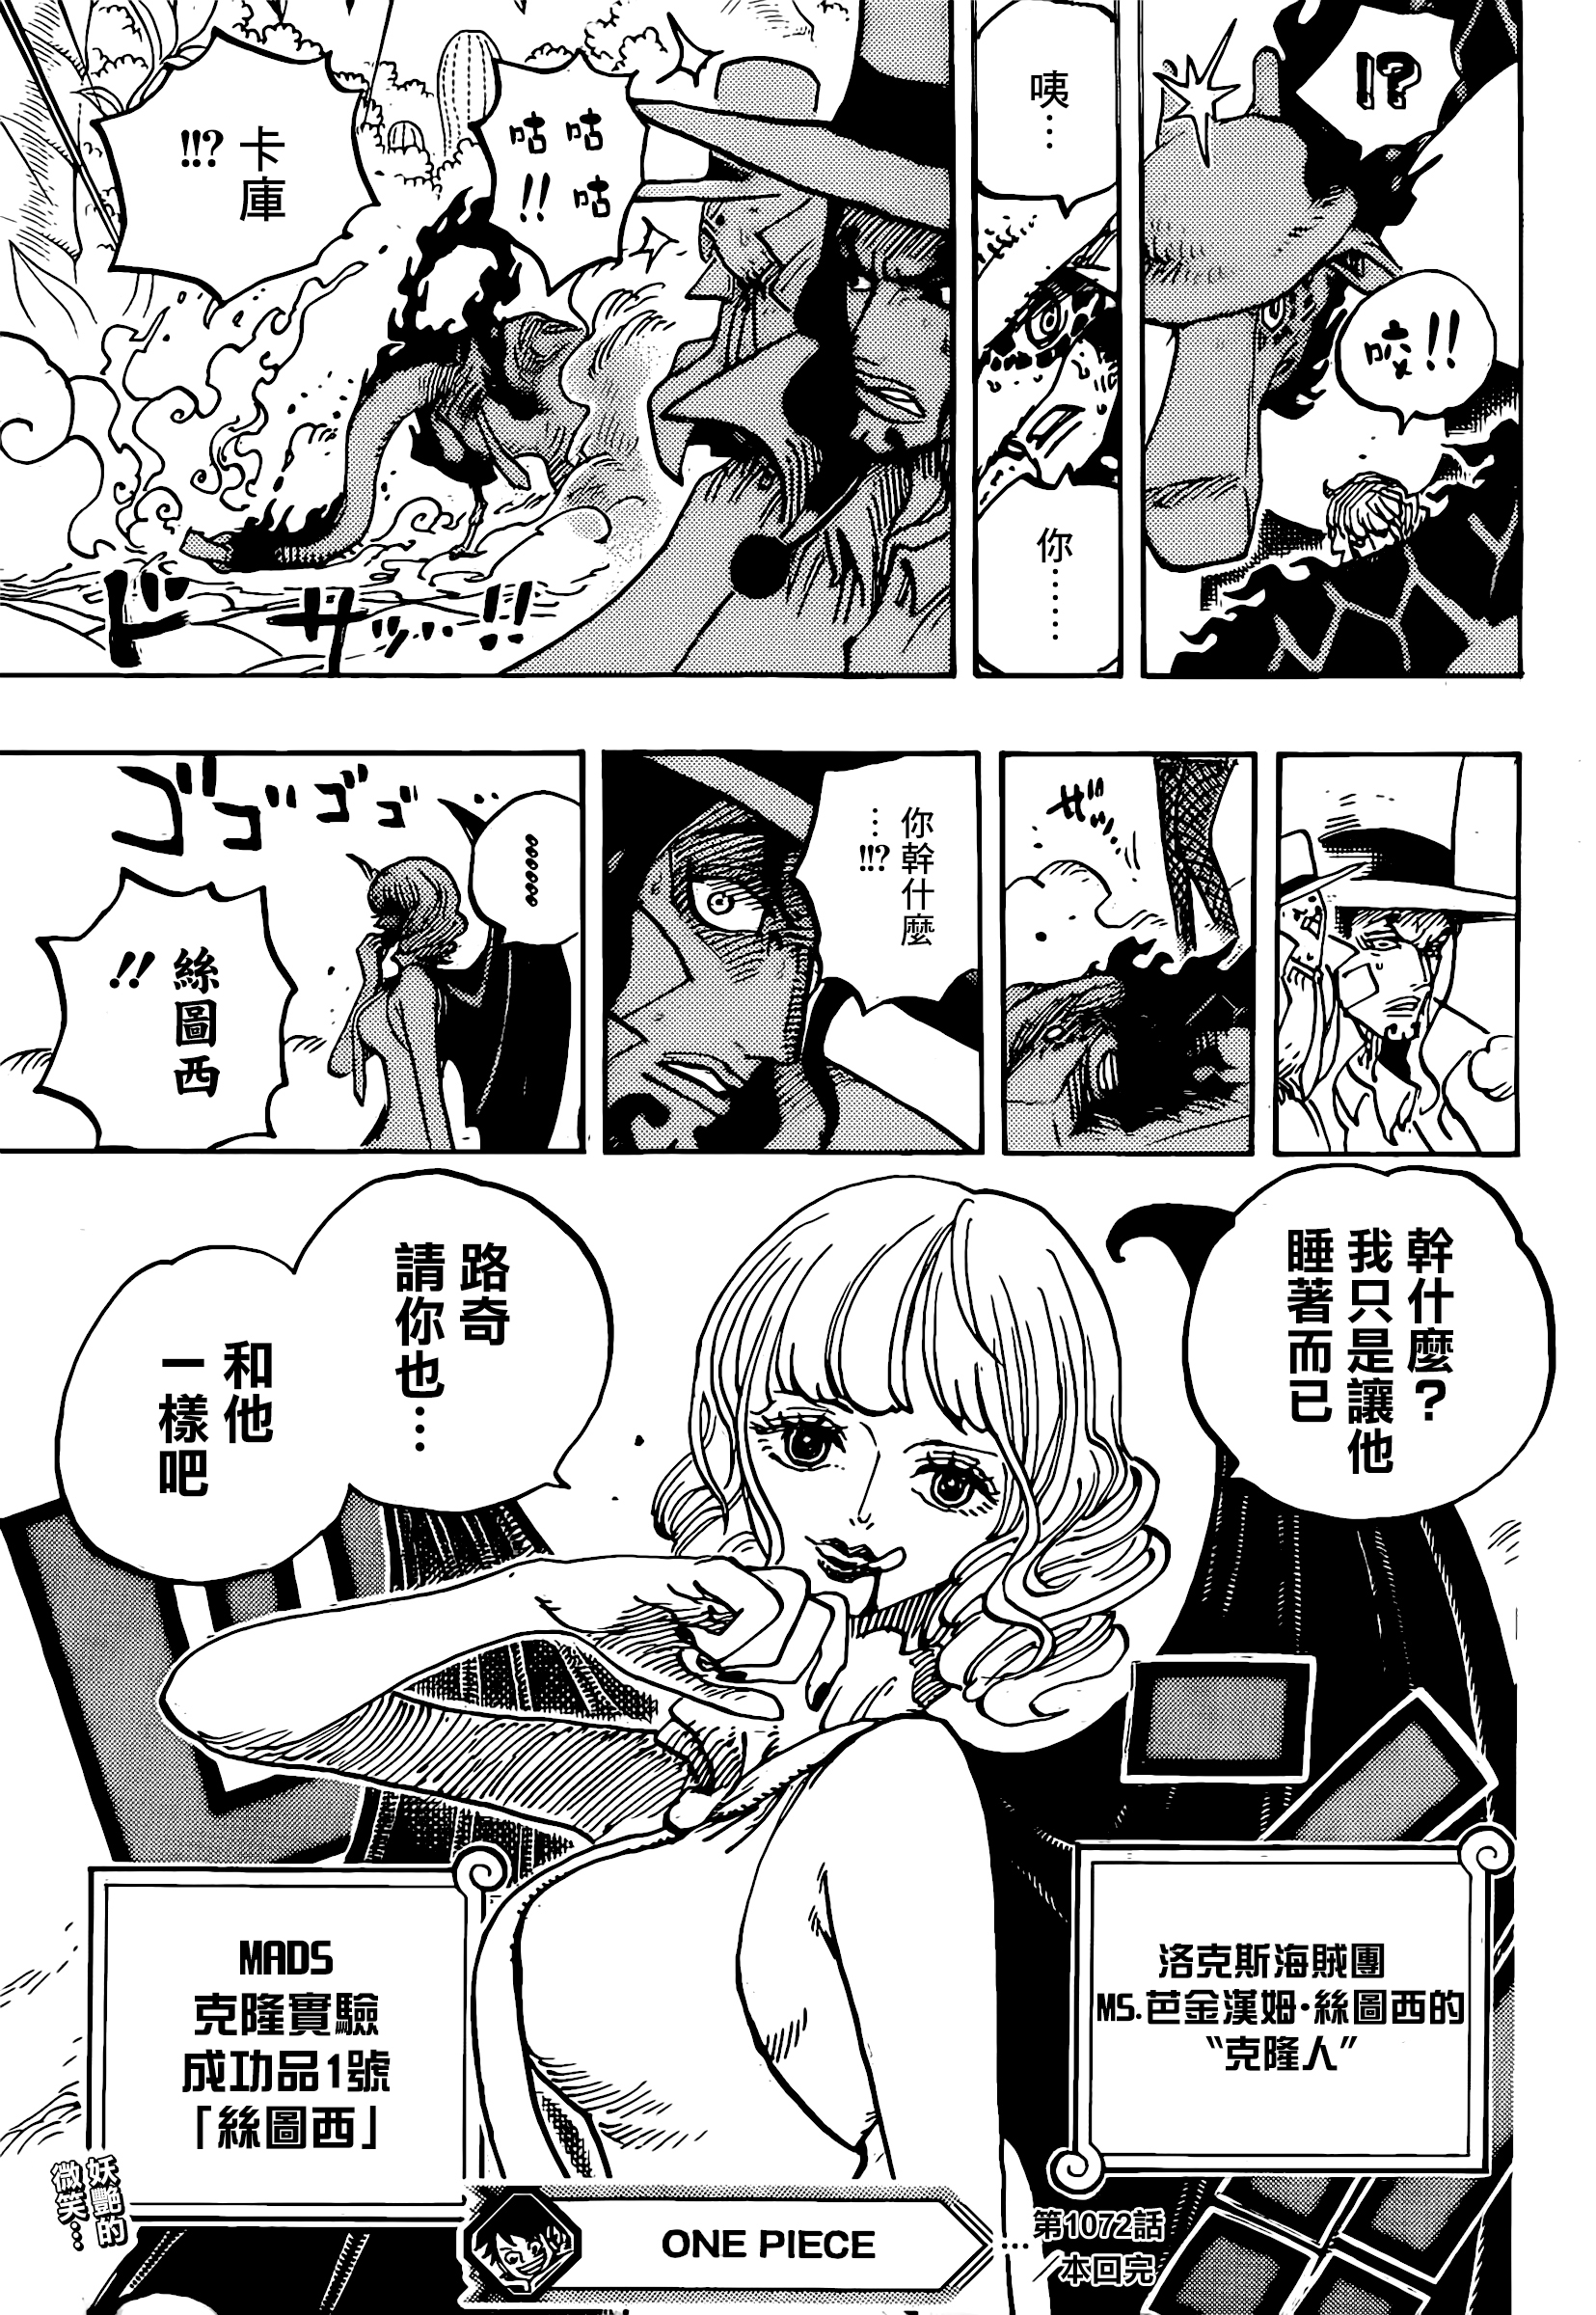 !?
咬!!
咦…
你……
咕咕
!!咕
卡庫
!!?
ドサッ…!!
ザッ…
你幹什麼
…!!?
……
ゴゴゴゴ
絲圖西
!!
幹什麼?
我只是讓他
睡著而已
路奇
請你也…
和他
一樣吧
洛克斯海賊團
MS.芭金漢姆·絲圖西的
“克隆人”
MADS
克隆實驗
成功品1號
「絲圖西」
妖艷的
微笑…
ONE PIECE
…第1072話
/本回完